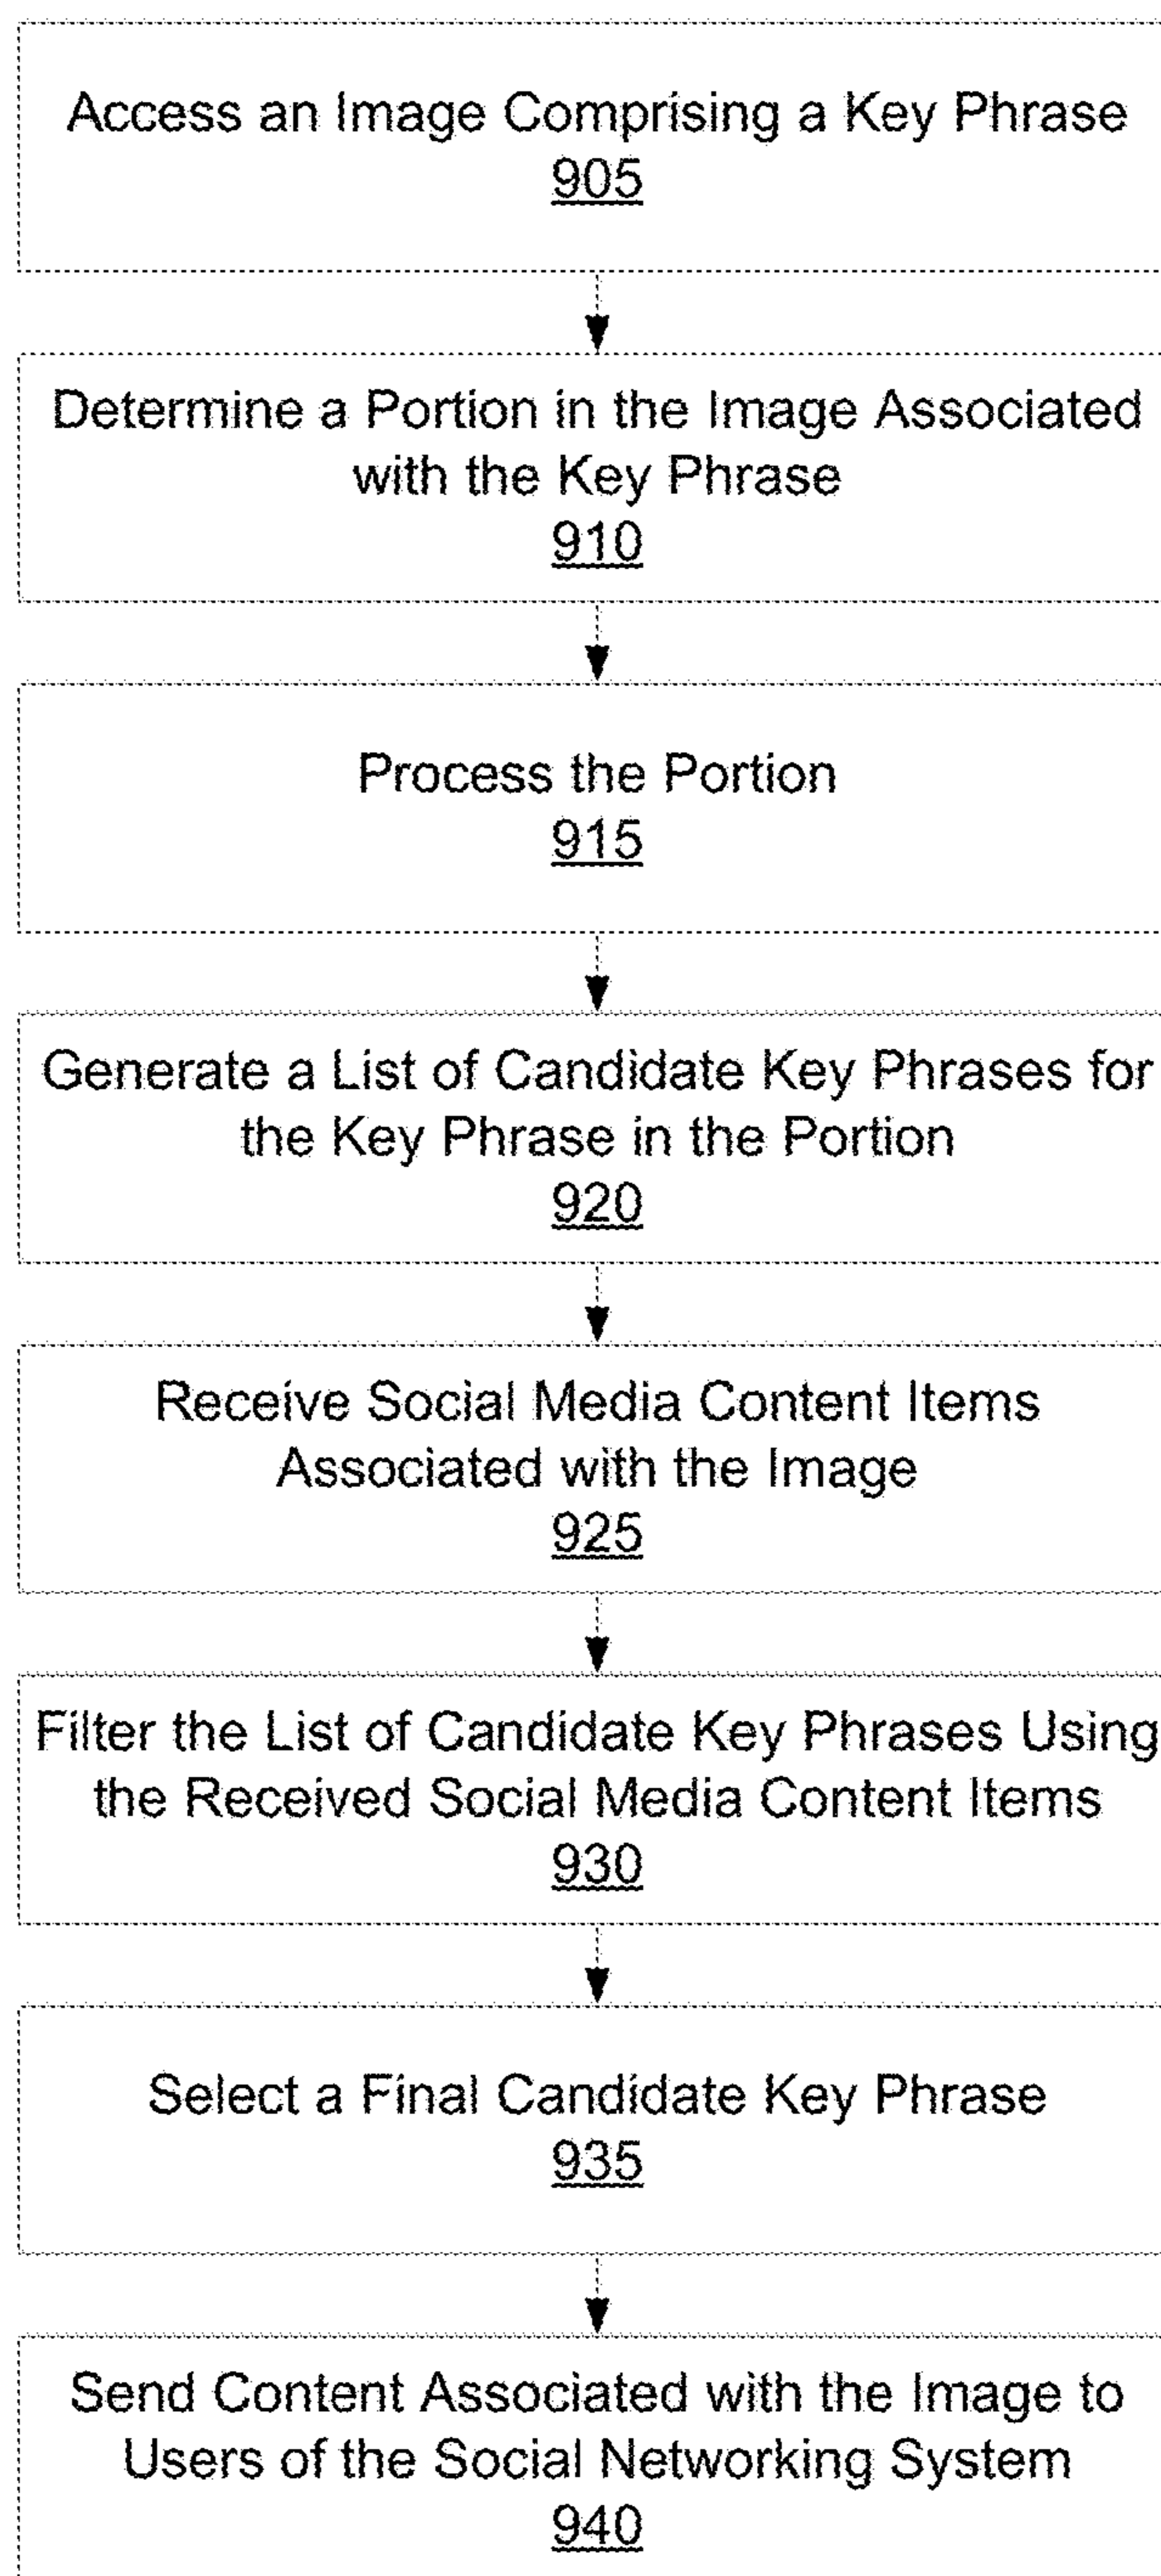 Access an Image Comprising a Key Phrase
905
Determine a Portion in the Image Associated
with the Key Phrase
910
Process the Portion
915
Generate a List of Candidate Key Phrases for
the Key Phrase in the Portion
920
Receive Social Media Content Items
Associated with the Image
925
Filter the List of Candidate Key Phrases Using
the Received Social Media Content Items
930
Select a Final Candidate Key Phrase
935
Send Content Associated with the Image to
Users of the Social Networking System
940